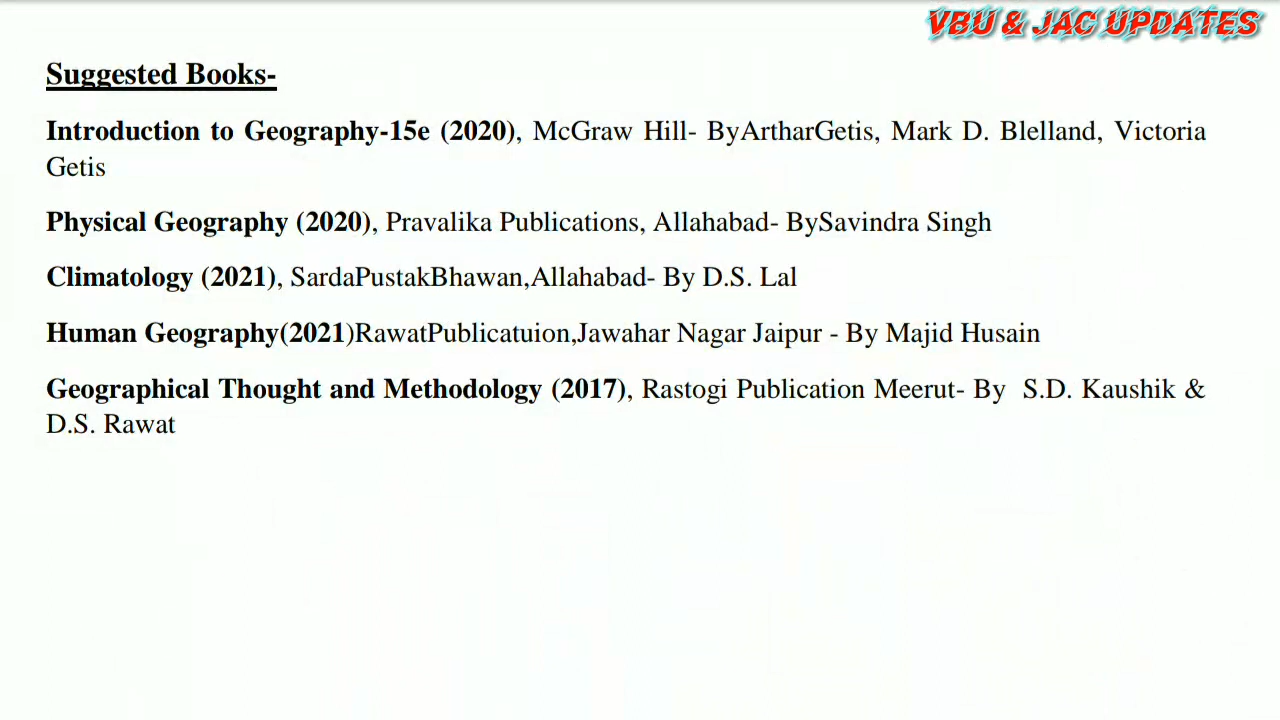 VBU & JAC UPDATES
Suggested Books-
Introduction to Geography-15e (2020), McGraw Hill- ByArtharGetis, Mark D. Blelland, Victoria
Getis
Physical Geography (2020), Pravalika Publications, Allahabad- BySavindra Singh
Climatology (2021), SardaPustakBhawan,Allahabad- By D.S. Lal
Human Geography(2021)RawatPublicatuion,Jawahar Nagar Jaipur - By Majid Husain
Geographical Thought and Methodology (2017), Rastogi Publication Meerut- By  S.D. Kaushik &
D.S. Rawat